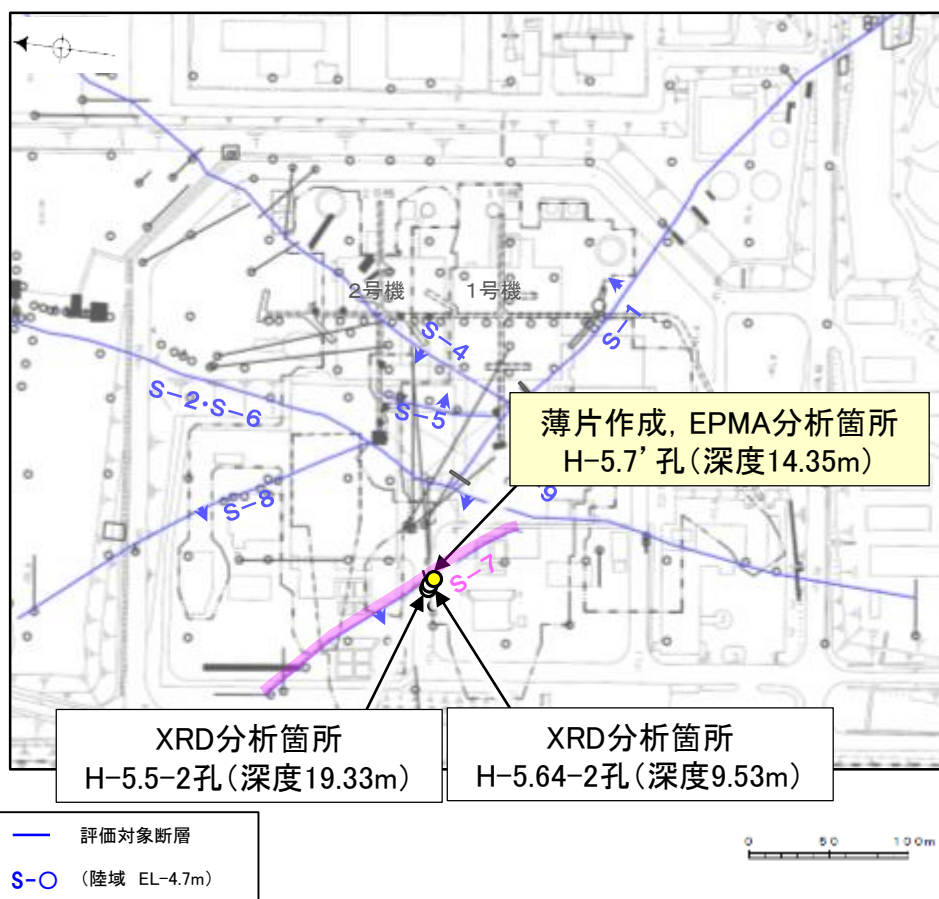 2号機
1号機
S-4
S-1
S-2・S-6
S-5
薄片作成, EPMA分析箇所
H-5.7’孔(深度14.35m)
S-8
9
S-7
XRD分析箇所
H-5.5-2孔(深度19.33m)
XRD分析箇所
H-5.64-2孔(深度9.53m)
評価対象断層
S-○ (陸域 EL-4.7m)
0 50 100m